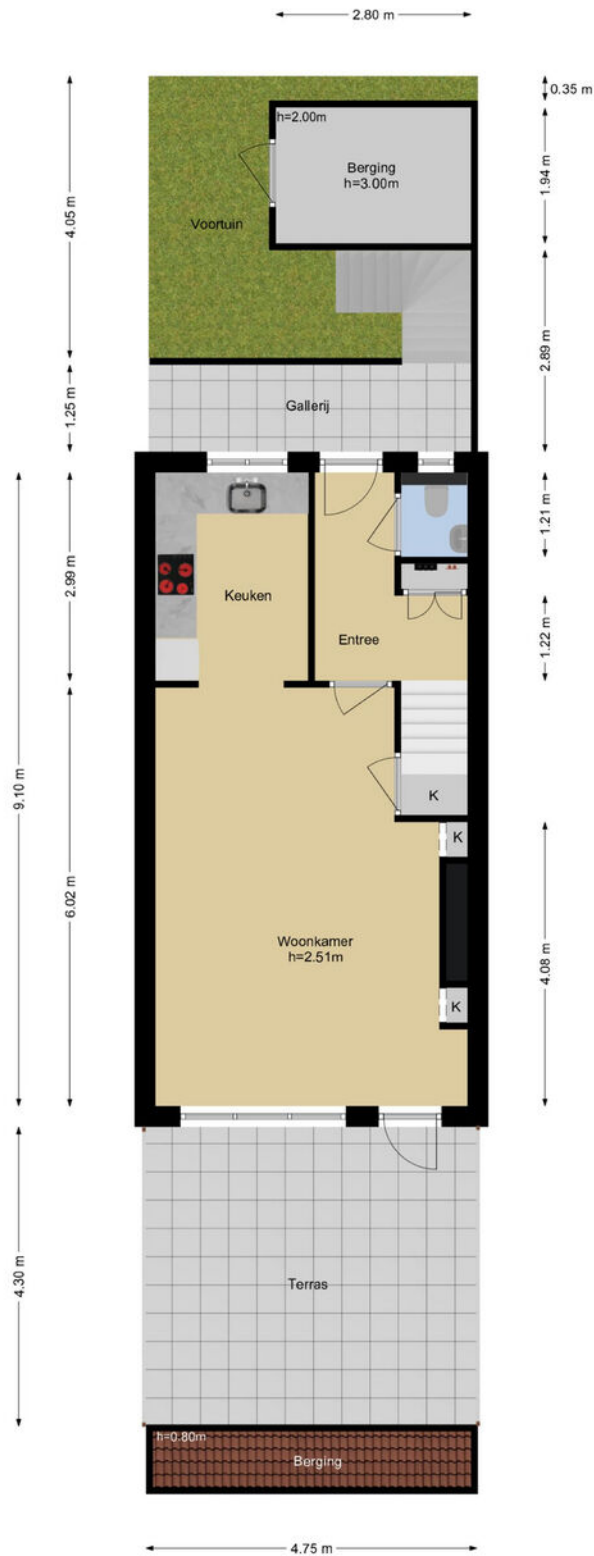 2.80 m
0.35 m
h=2.00m
Berging
h=3.00m
1.94 m
4.05 m
Voortuin
2.89 m
1.25 m
Gallerij
1.21 m
2.99 m
Keuken
Entree
1.22 m
9.10 m
K
K
6.02 m
Woonkamer
h=2.51m
4.08 m
K
4.30 m
Terras
h=0.80m
Berging
4.75 m